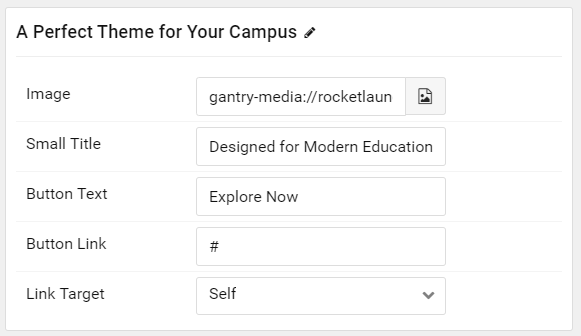 A Perfect Theme for Your Campus
Image gantry-media://rocketlaun
Small Title Designed for Modern Education
Button Text Explore Now
Button Link #
Link Target Self